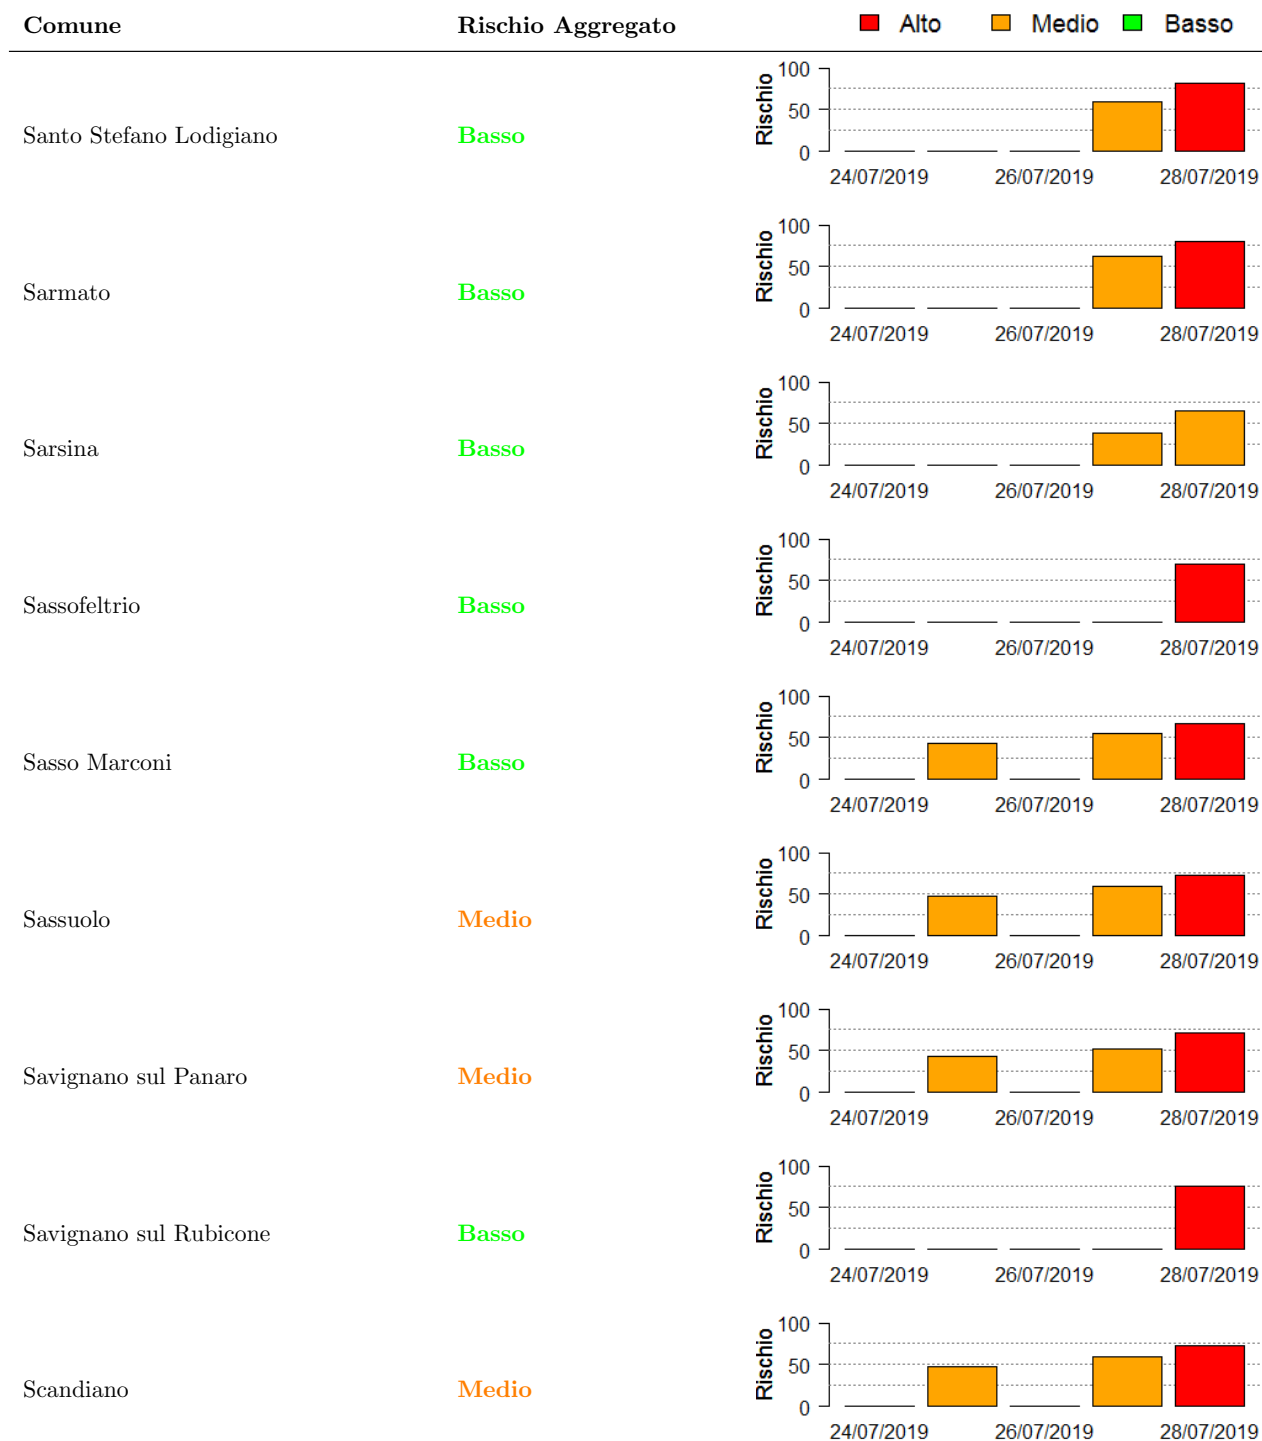 Comune Rischio Aggregato Alto Medio Basso
Santo Stefano Lodigiano Basso
Rischio
100
50
0
24/07/2019 26/07/2019 28/07/2019
Sarmato Basso
Rischio
100
50
0
24/07/2019 26/07/2019 28/07/2019
Sarsina Basso
Rischio
100
50
0
24/07/2019 26/07/2019 28/07/2019
Sassofeltrio Basso
Rischio
100
50
0
24/07/2019 26/07/2019 28/07/2019
Sasso Marconi Basso
Rischio
100
50
0
24/07/2019 26/07/2019 28/07/2019
Sassuolo Medio
Rischio
100
50
0
24/07/2019 26/07/2019 28/07/2019
Savignano sul Panaro Medio
Rischio
100
50
0
24/07/2019 26/07/2019 28/07/2019
Savignano sul Rubicone Basso
Rischio
100
50
0
24/07/2019 26/07/2019 28/07/2019
Scandiano Medio
Rischio
100
50
0
24/07/2019 26/07/2019 28/07/2019